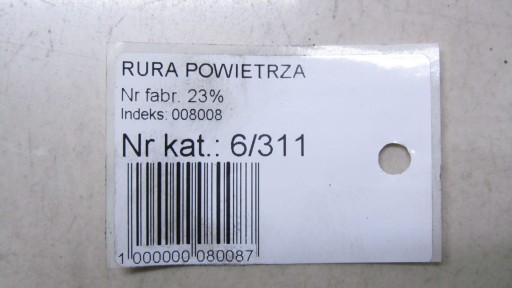 RURA POWIETRZA
Nr fabr. 23%
Indeks: 008008
Nr kat.: 6/311
1 000000 080087